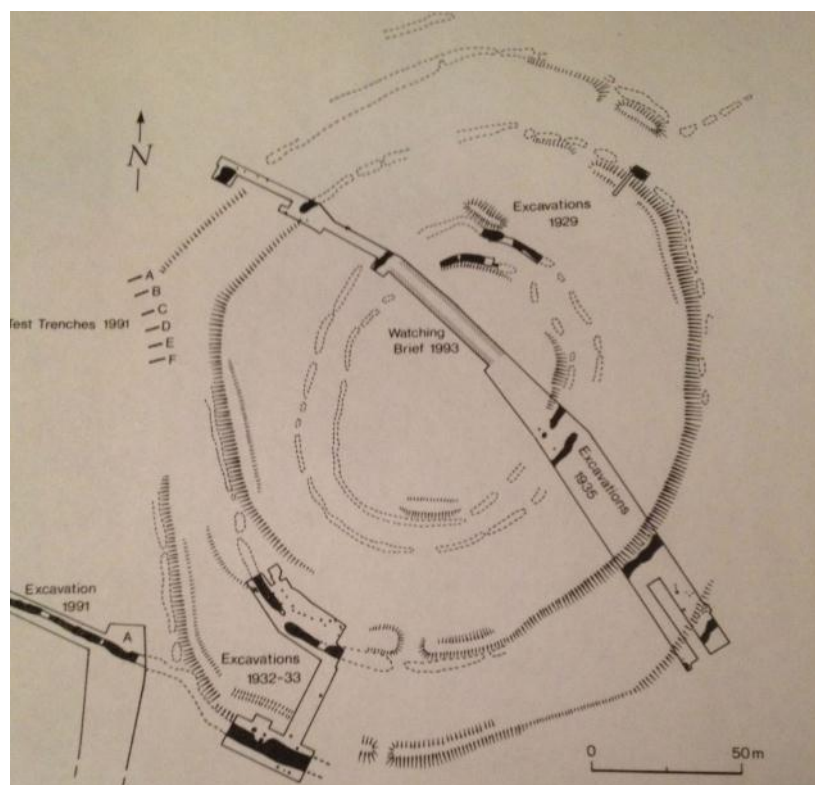 N
Excavations
1929
A
B
C
Test Trenches 1991
D
E
F
Watching
Brief 1993
Excavations
1935
Excavation
1991
A
Excavations
1932-33
0
50m